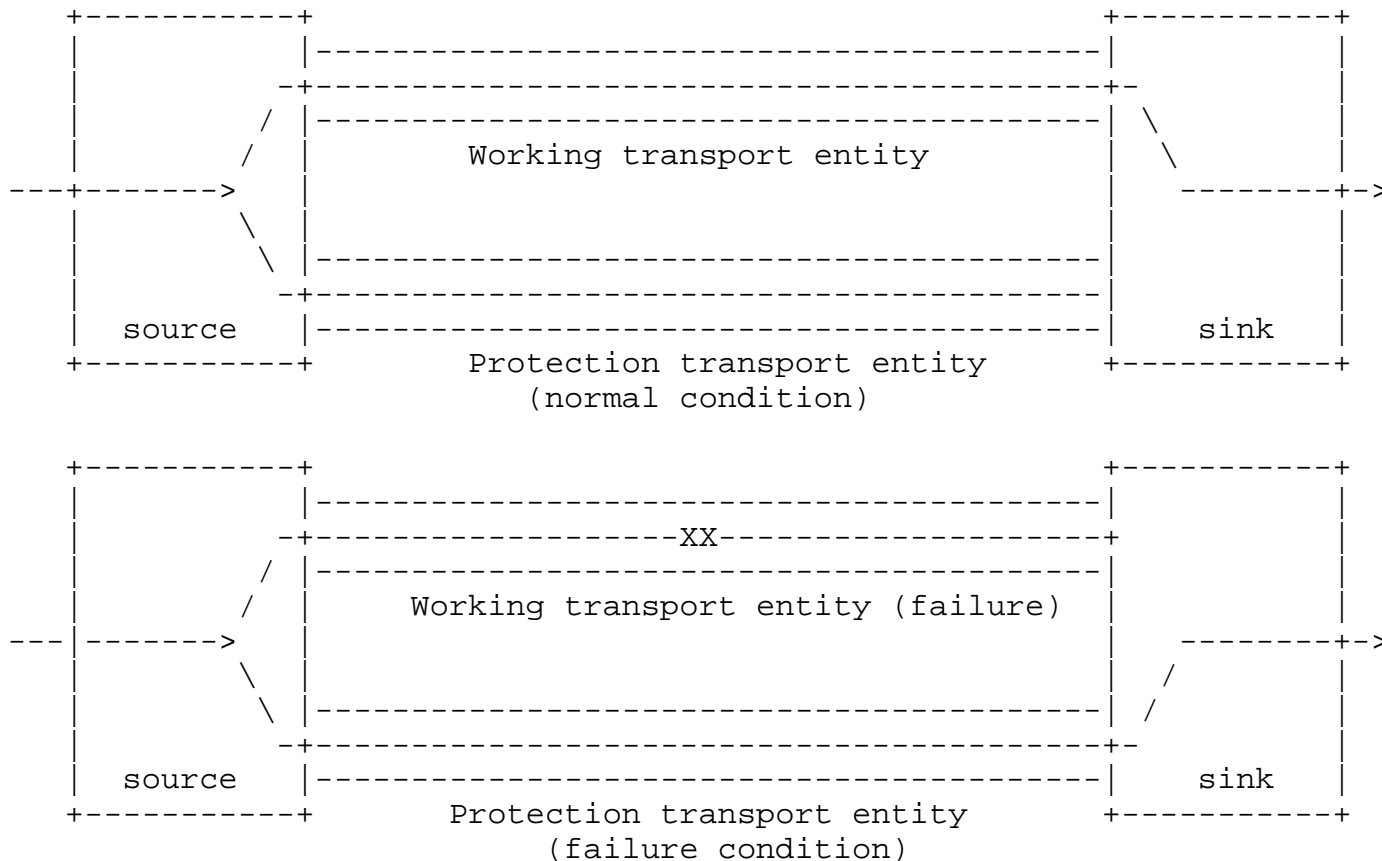 Working transport entity
source
sink
Protection transport entity
(normal condition)
XX
Working transport entity (failure)
source
sink
Protection transport entity
(failure condition)